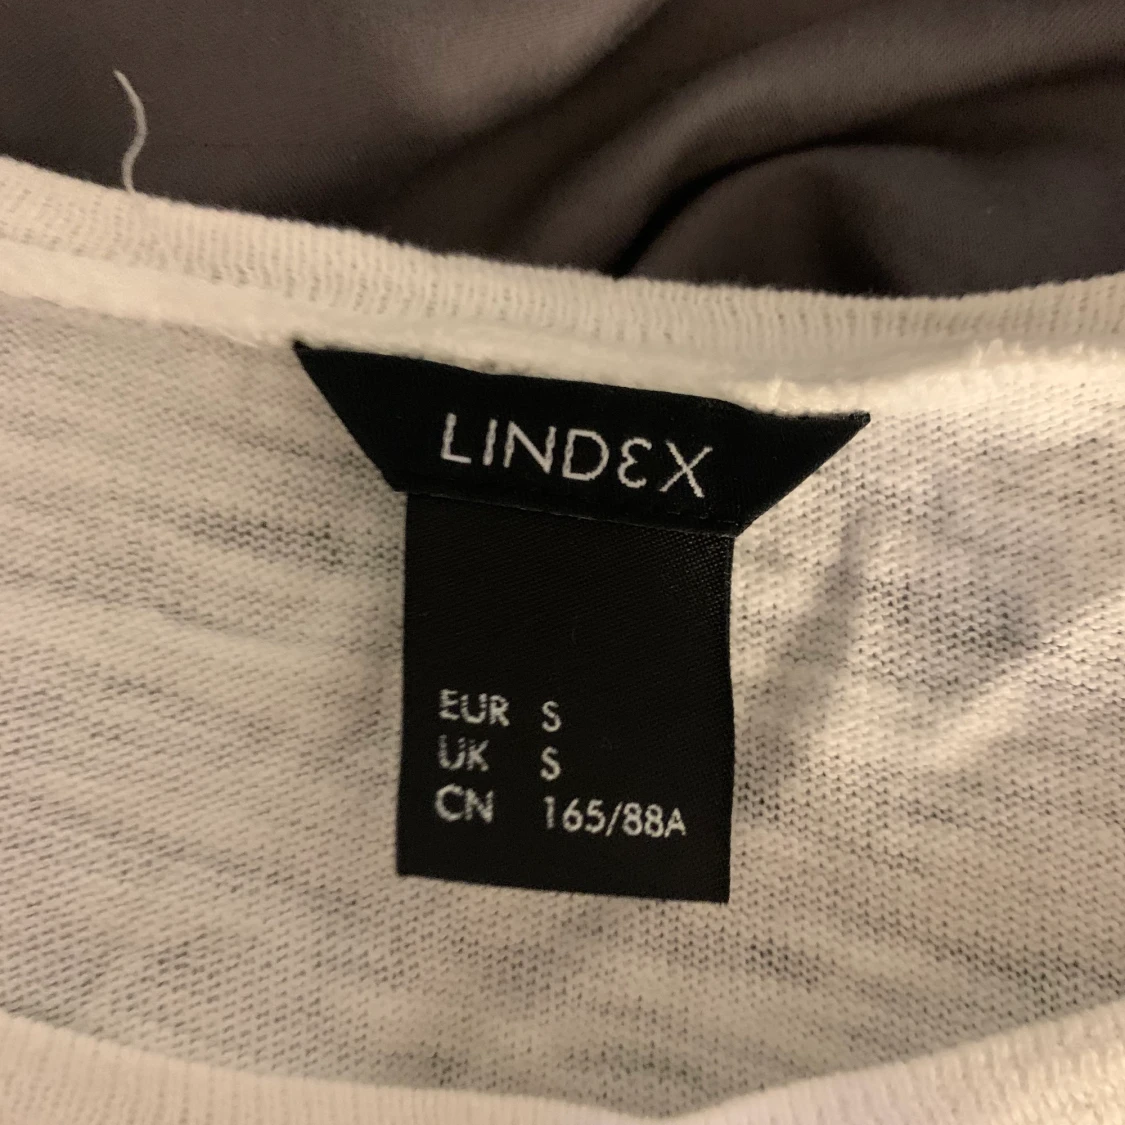 LINDEX
EUR S
UK S
CN 165/88A